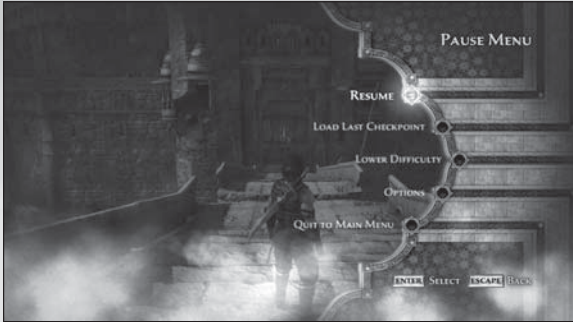 PAUSE MENU
RESUME
LOAD LAST CHECKPOINT
LOWER DIFFICULTY
OPTIONS
QUIT TO MAIN MENU
ENTER SELECT ESCAPE BACK